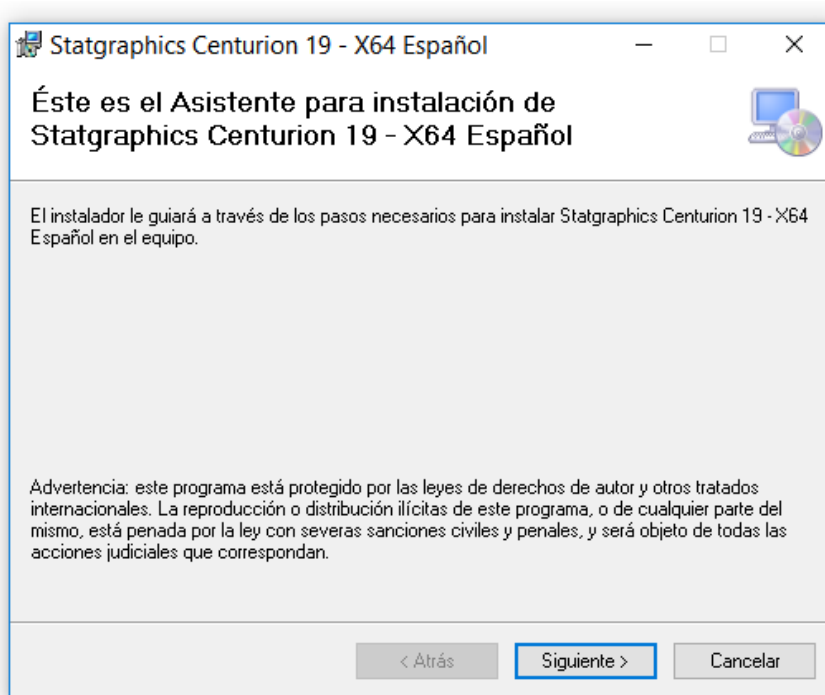 Statgraphics Centurion 19 - X64 Español
Éste es el Asistente para instalación de
Statgraphics Centurion 19 - X64 Español
El instalador le guiará a través de los pasos necesarios para instalar Statgraphics Centurion 19 - X64
Español en el equipo.
Advertencia: este programa está protegido por las leyes de derechos de autor y otros tratados
internacionales. La reproducción o distribución ilícitas de este programa, o de cualquier parte del
mismo, está penada por la ley con severas sanciones civiles y penales, y será objeto de todas las
acciones judiciales que correspondan.
< Atrás
Siguiente >
Cancelar